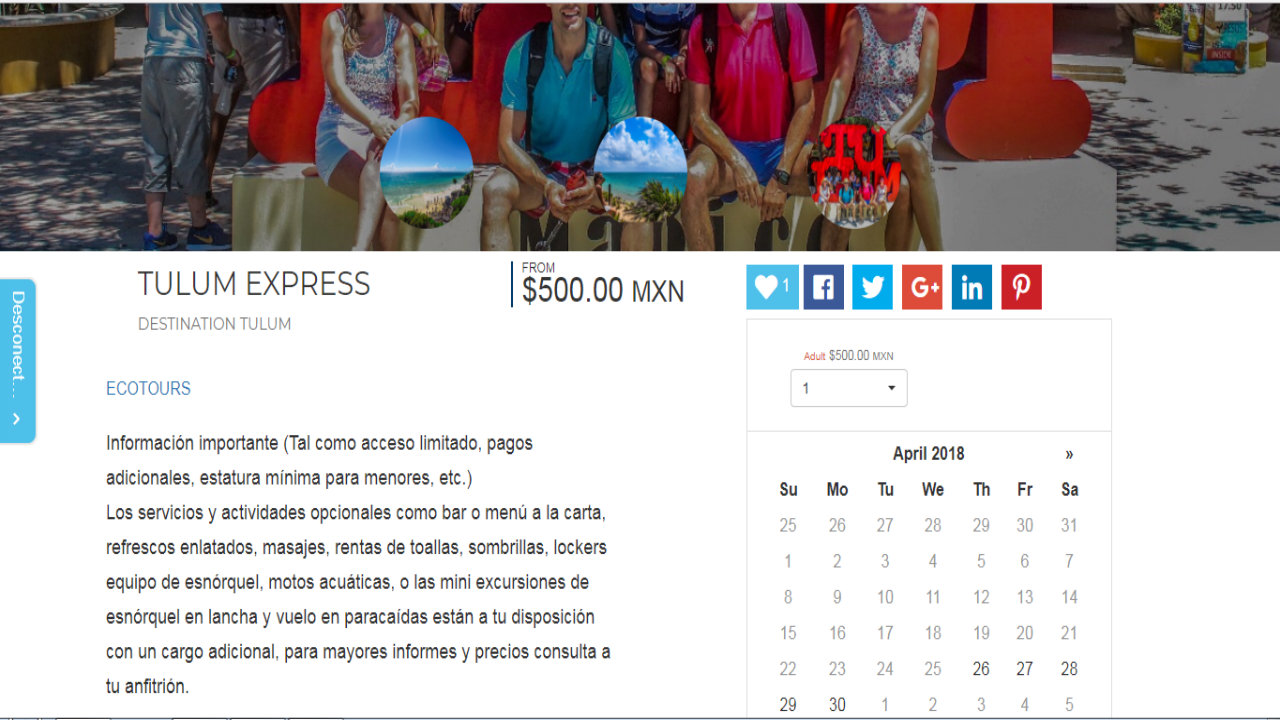 17.50
INSIDE
TU
LUM
TULUM EXPRESS
DESTINATION TULUM
FROM
$500.00 MXN
1
G+
in
Desconect...
ECOTOURS
Información importante (Tal como acceso limitado, pagos
adicionales, estatura mínima para menores, etc.)
Los servicios y actividades opcionales como bar o menú a la carta,
refrescos enlatados, masajes, rentas de toallas, sombrillas, lockers
equipo de esnórquel, motos acuáticas, o las mini excursiones de
esnórquel en lancha y vuelo en paracaídas están a tu disposición
con un cargo adicional, para mayores informes y precios consulta a
tu anfitrión.
Adult $500.00 MXN
1
April 2018 »
Su Mo Tu We Th Fr Sa
25 26 27 28 29 30 31
1 2 3 4 5 6 7
8 9 10 11 12 13 14
15 16 17 18 19 20 21
22 23 24 25 26 27 28
29 30 1 2 3 4 5